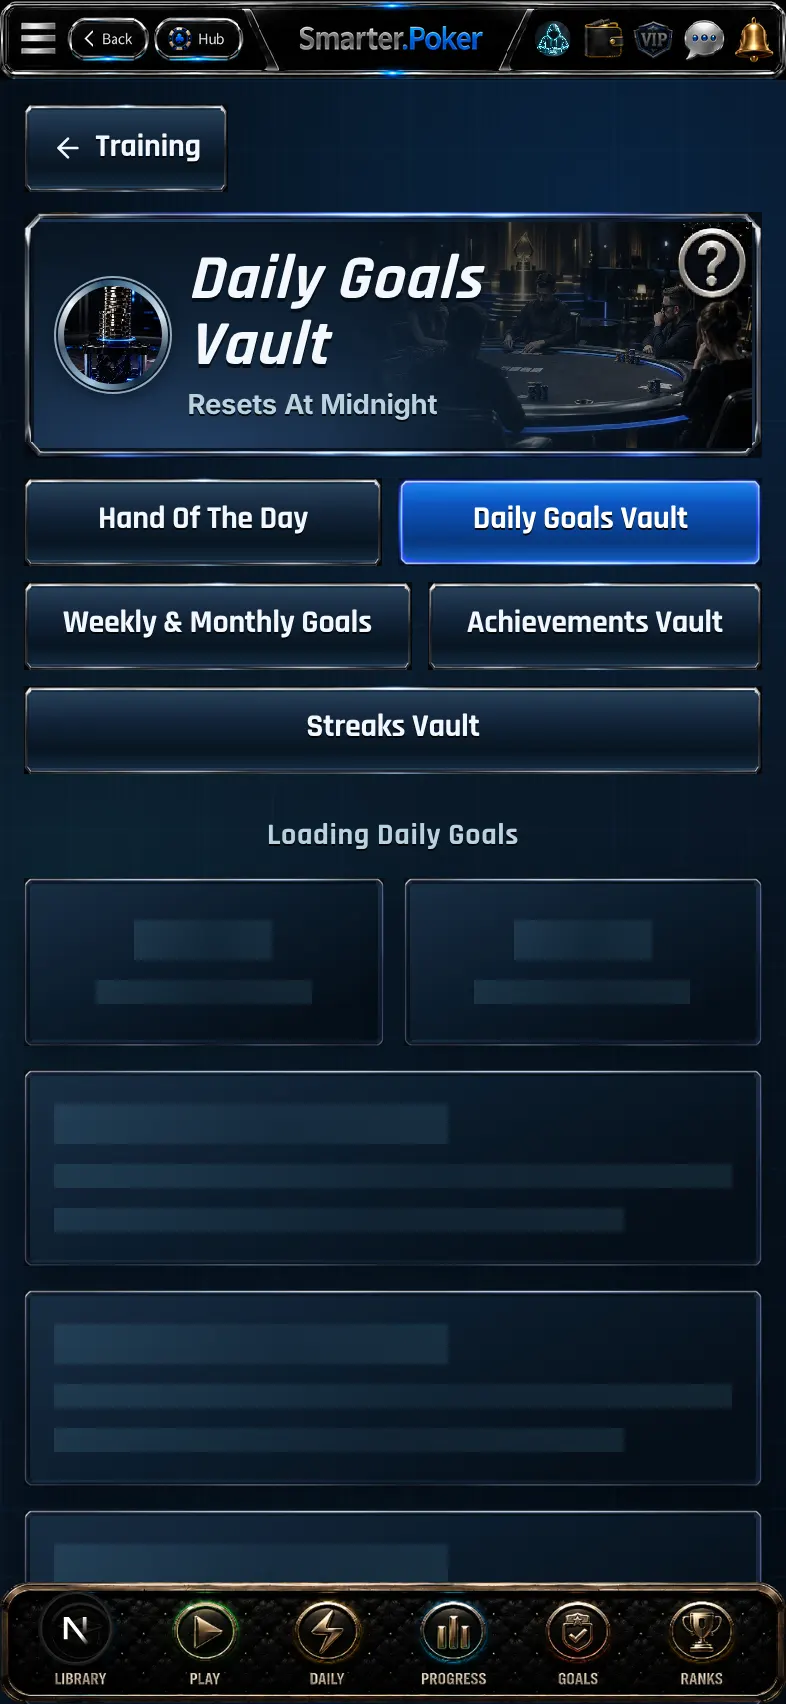 Back
Hub
Smarter.Poker
VIP
Training
Daily Goals
Vault
Resets At Midnight
?
Hand Of The Day
Daily Goals Vault
Weekly & Monthly Goals
Achievements Vault
Streaks Vault
Loading Daily Goals
N
LIBRARY
PLAY
DAILY
PROGRESS
GOALS
RANKS